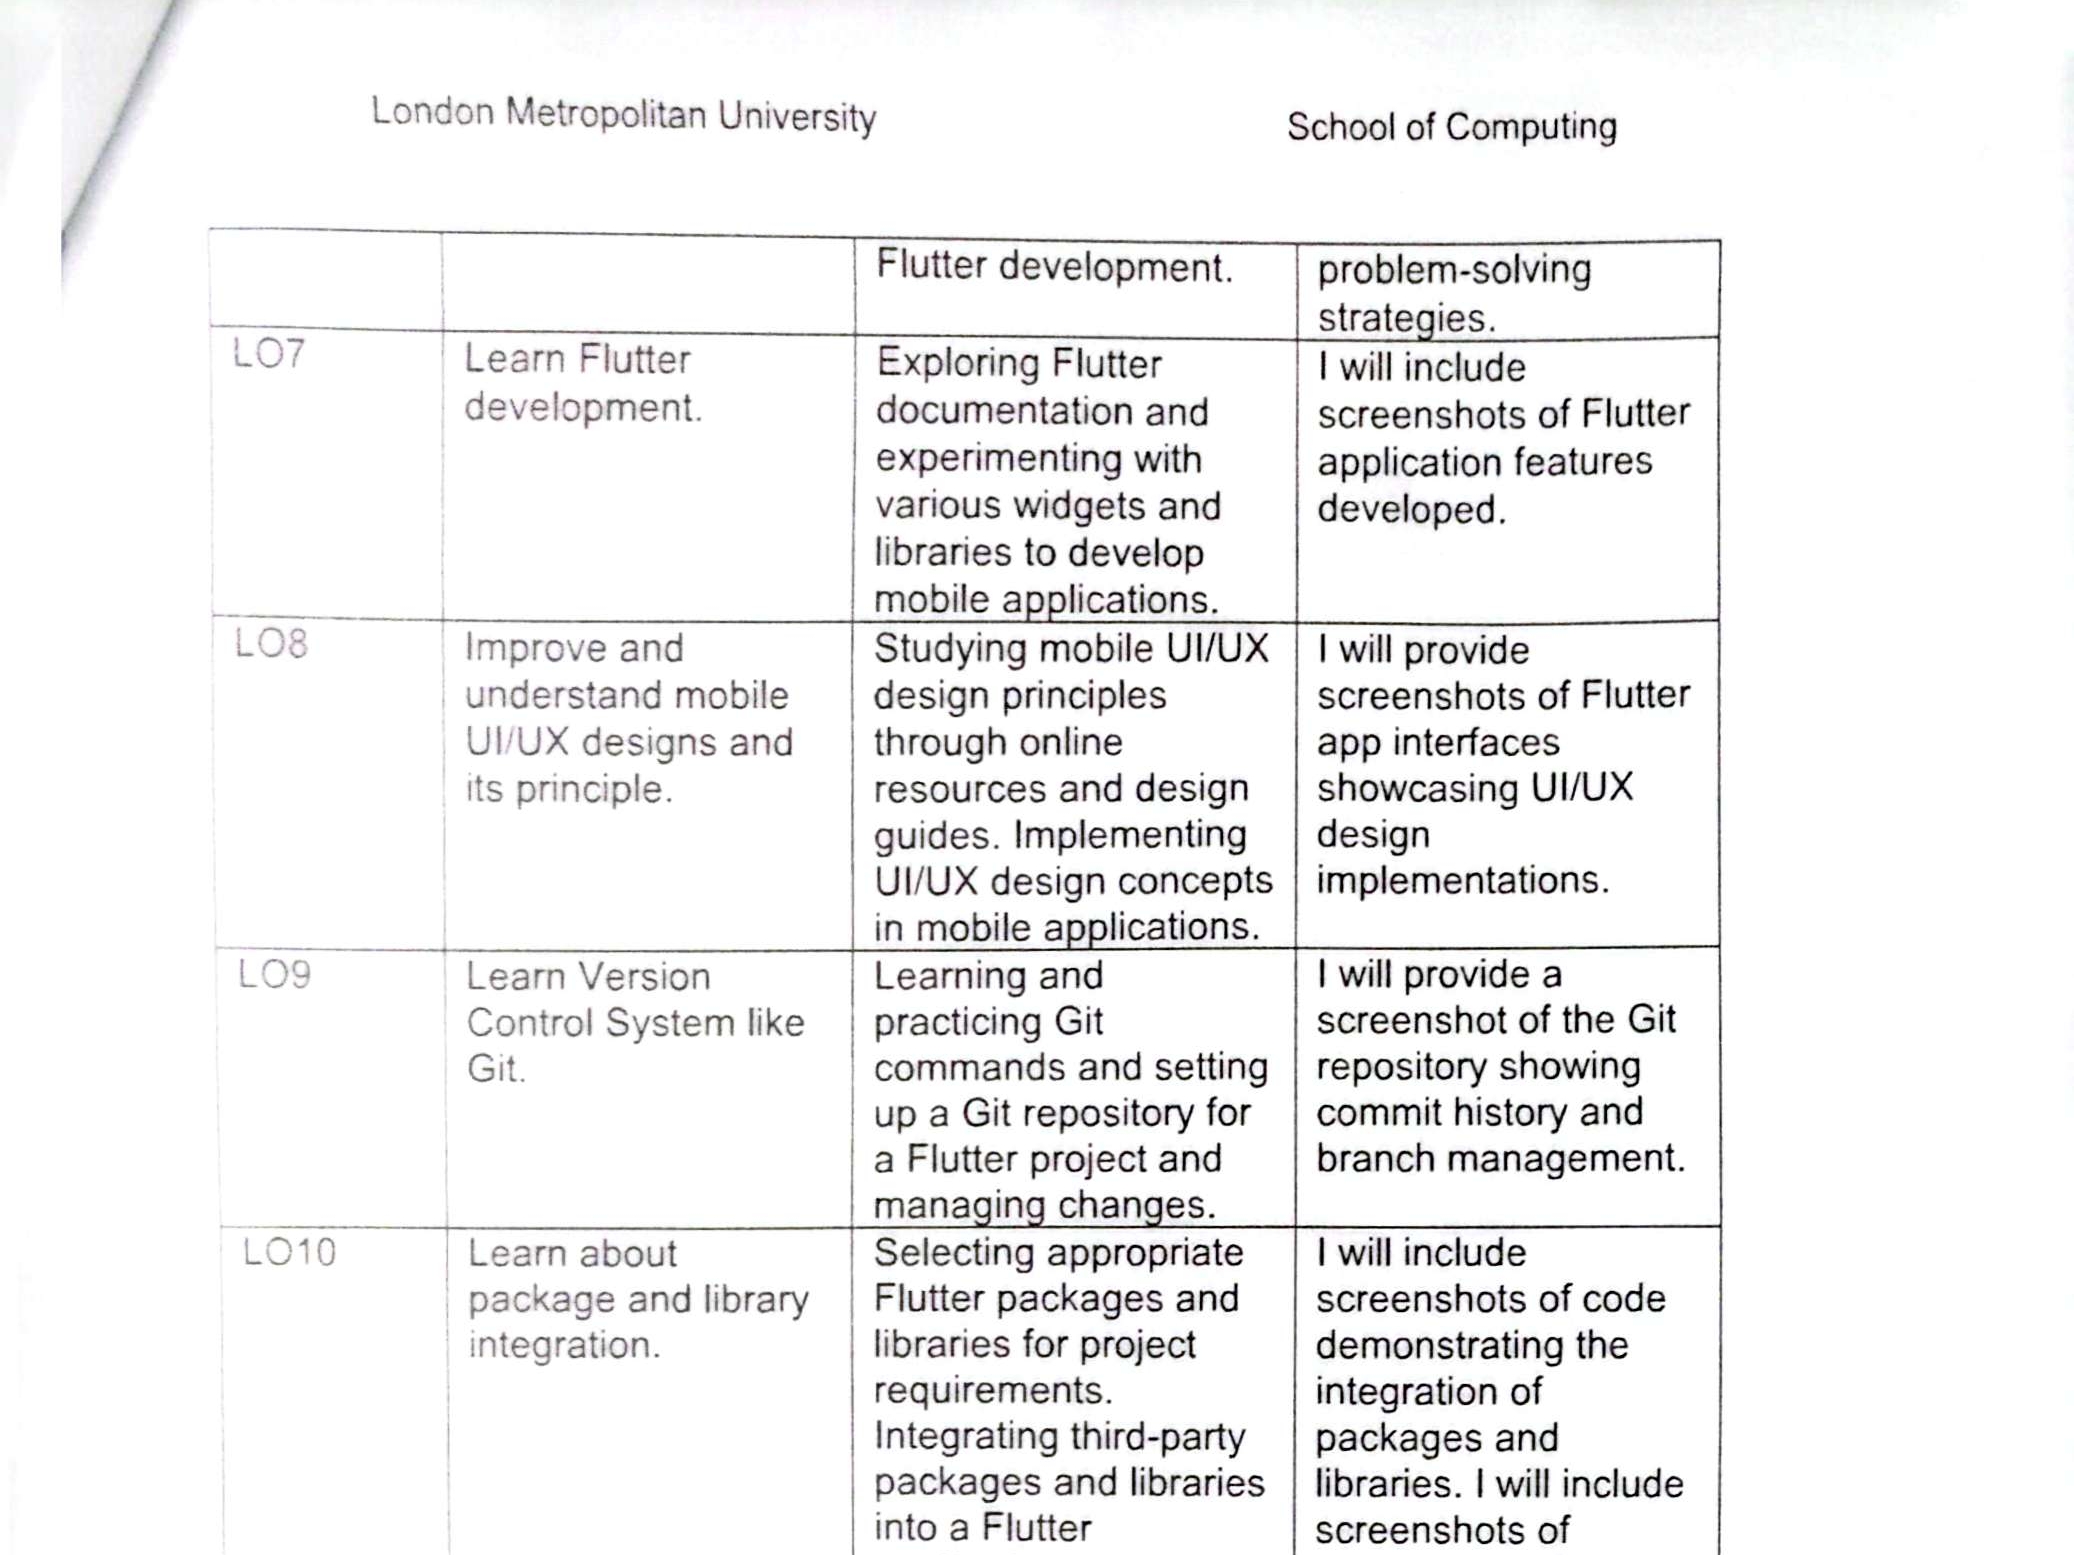 London Metropolitan University
School of Computing
Flutter development.
problem-solving
strategies.
LO7
Learn Flutter
development.
Exploring Flutter
documentation and
experimenting with
various widgets and
libraries to develop
mobile applications.
I will include
screenshots of Flutter
application features
developed.
LO8
Improve and
understand mobile
UI/UX designs and
its principle.
Studying mobile UI/UX
design principles
through online
resources and design
guides. Implementing
UI/UX design concepts
in mobile applications.
I will provide
screenshots of Flutter
app interfaces
showcasing UI/UX
design
implementations.
LO9
Learn Version
Control System like
Git.
Learning and
practicing Git
commands and setting
up a Git repository for
a Flutter project and
managing changes.
I will provide a
screenshot of the Git
repository showing
commit history and
branch management.
LO10
Learn about
package and library
integration.
Selecting appropriate
Flutter packages and
libraries for project
requirements.
Integrating third-party
packages and libraries
into a Flutter
I will include
screenshots of code
demonstrating the
integration of
packages and
libraries. I will include
screenshots of